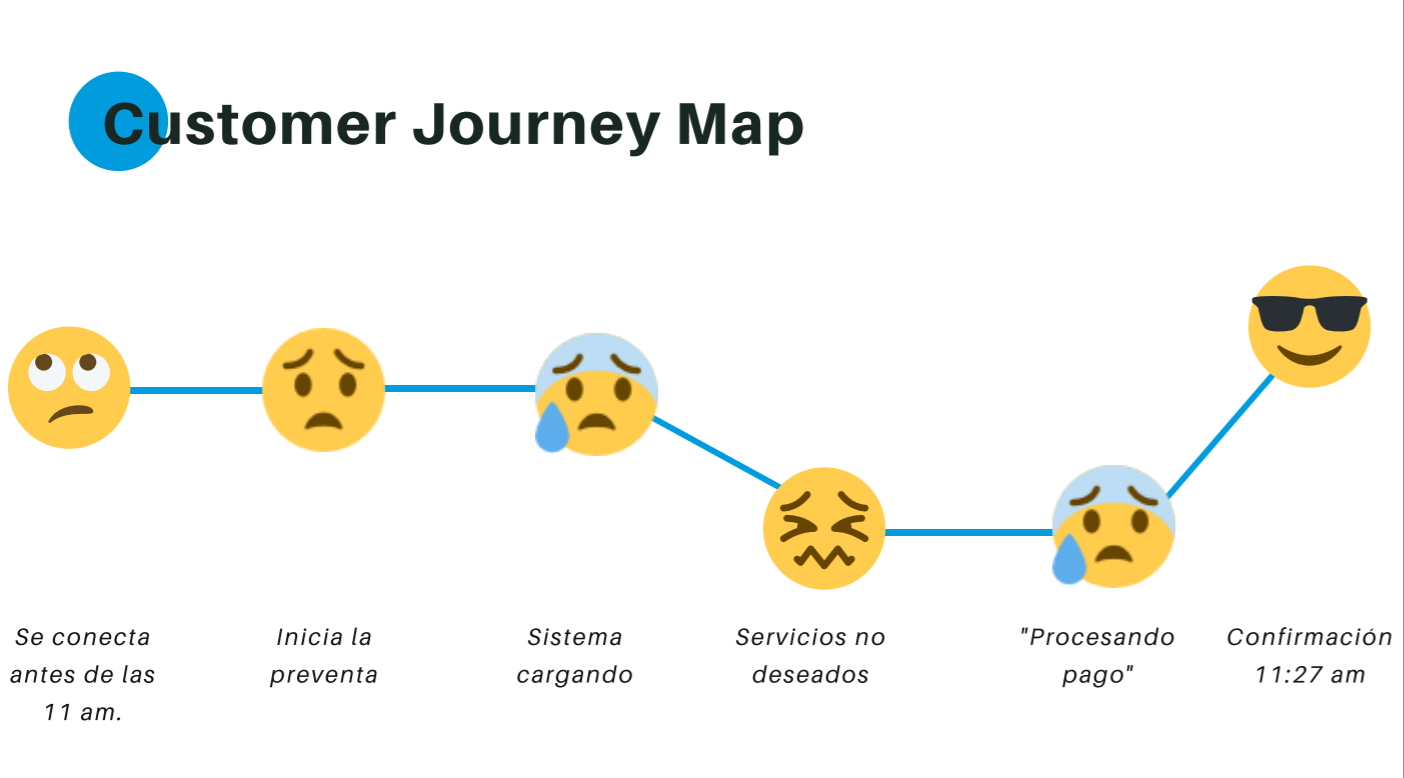 Customer Journey Map
Se conecta
antes de las
11 am.
Inicia la
preventa
Sistema
cargando
Servicios no
deseados
"Procesando
pago"
Confirmación
11:27 am